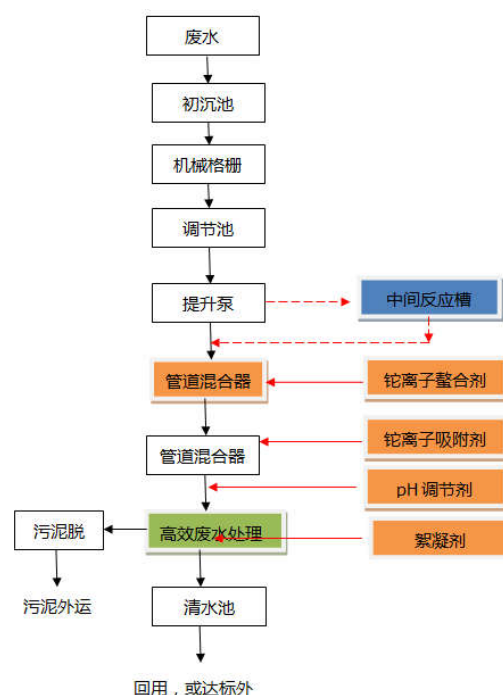 废水
初沉池
机械格栅
调节池
提升泵
中间反应槽
管道混合器
铊离子螯合剂
管道混合器
铊离子吸附剂
pH 调节剂
污泥脱
高效废水处理
絮凝剂
污泥外运
清水池
回用，或达标外